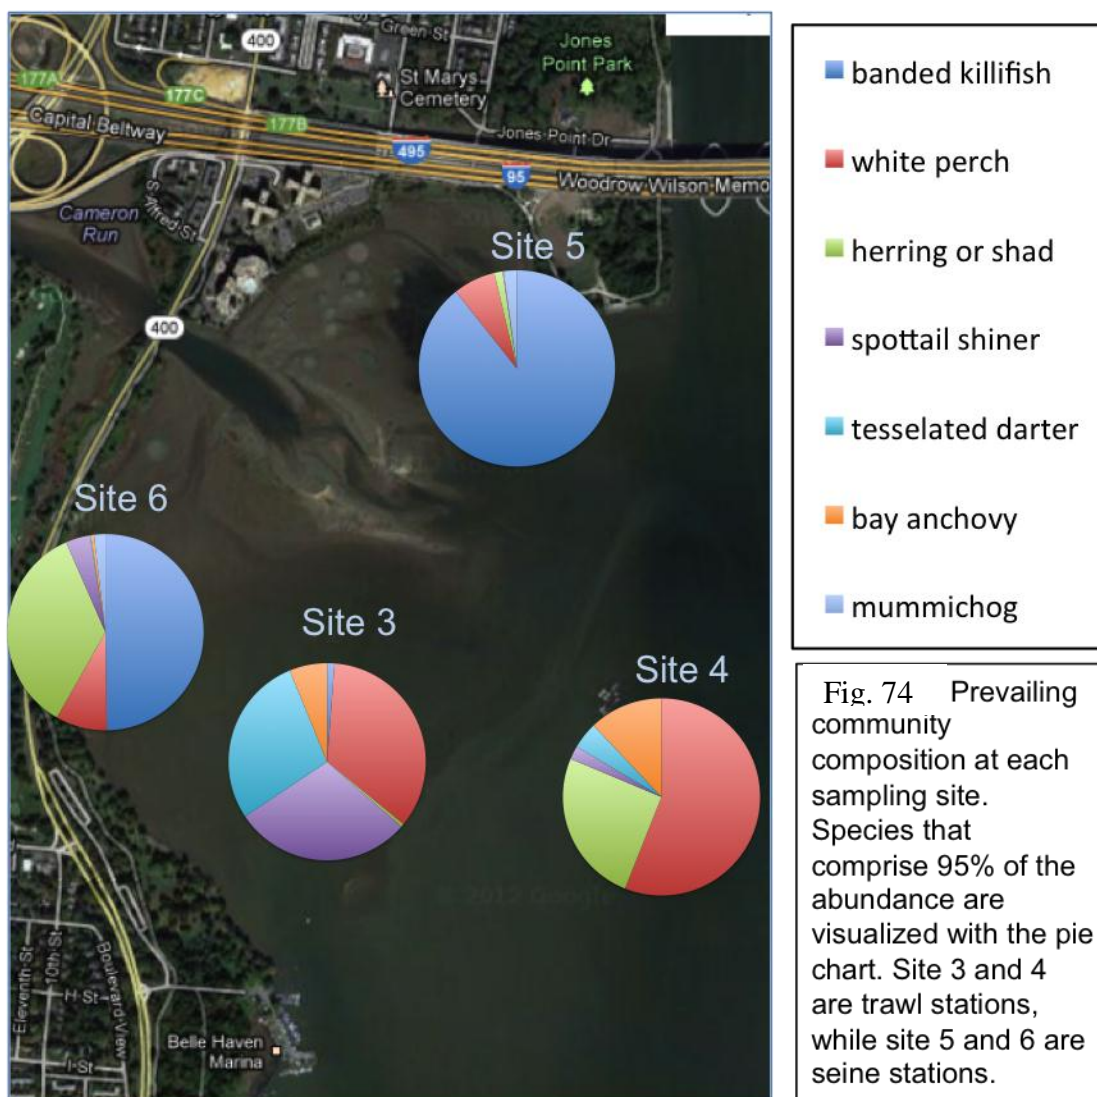 Green St
400
Jones
Point Park
177A
St Marys
Cemetery
177C
Capital Beltway
177B
Jones Point Dr
495
95
Woodrow Wilson Memo
S Alfred St
Cameron
Run
Site 5
400
Site 6
Site 3
Site 4
Eleventh St
10th St
Boulevard View
H St
I St
Belle Haven
Marina
banded killifish
white perch
herring or shad
spottail shiner
tesselated darter
bay anchovy
mummichog
Fig. 74 Prevailing
community
composition at each
sampling site.
Species that
comprise 95% of the
abundance are
visualized with the pie
chart. Site 3 and 4
are trawl stations,
while site 5 and 6 are
seine stations.